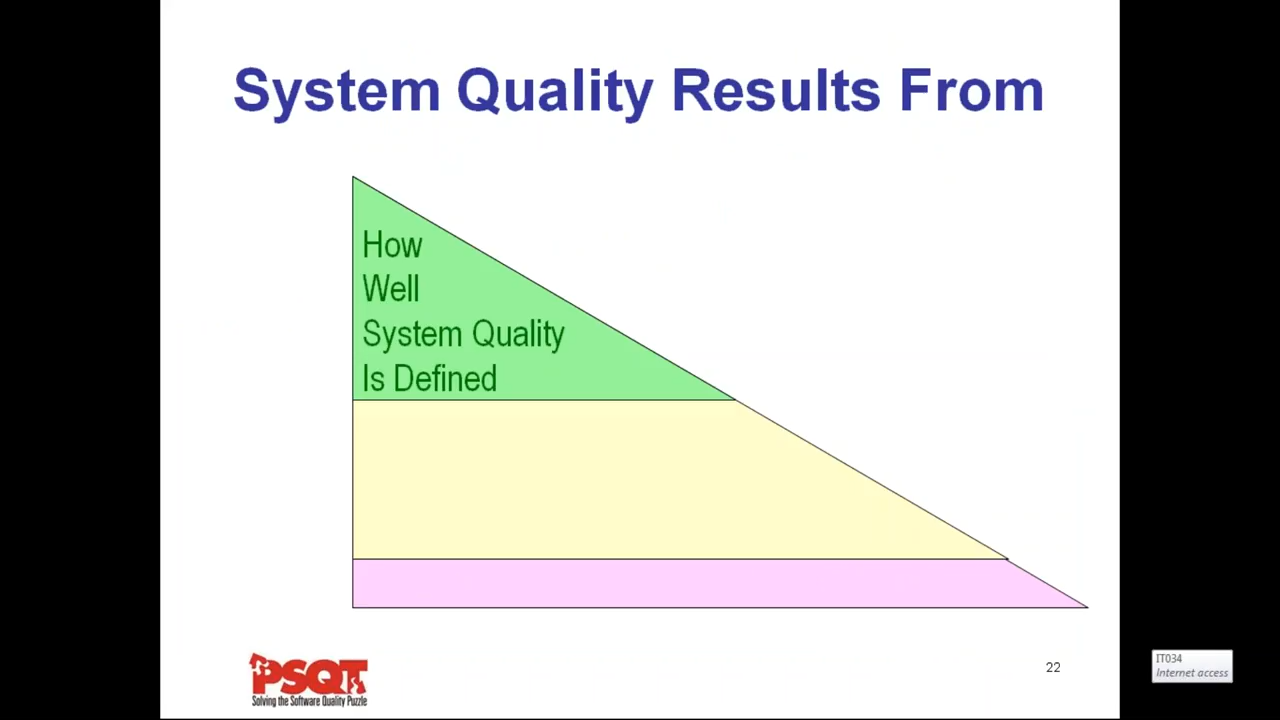 System Quality Results From
How
Well
System Quality
Is Defined
PSQT
Solving the Software Quality Puzzle
22
IT034
Internet access